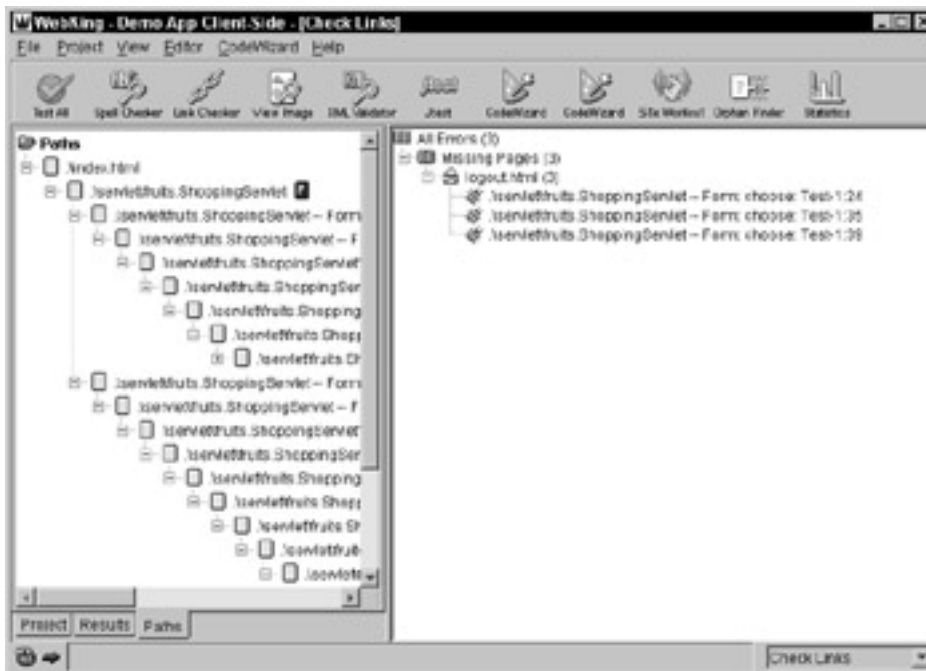 WebKing - Demo App Client-Side - [Check Links]
File Project View Editor CodeWizard Help
Test All Spell Checker Link Checker View Image XML Validator Jtest CodeWizard CodeWizard Site Workout Orphan Finder Statistics
Paths
.\index.html
.\servlet\fruits.ShoppingServlet
.\servlet\fruits.ShoppingServlet -- Form
.\servlet\fruits.ShoppingServlet -- F
.\servlet\fruits.ShoppingServlet
.\servlet\fruits.ShoppingSer
.\servlet\fruits.Shopping
.\servlet\fruits.Shopp
.\servlet\fruits.Sh
.\servlet\fruits.ShoppingServlet -- Form
.\servlet\fruits.ShoppingServlet -- F
.\servlet\fruits.ShoppingServlet
.\servlet\fruits.ShoppingSer
.\servlet\fruits.Shopping
.\servlet\fruits.Shopp
.\servlet\fruits.Sh
.\servlet\fruits
.\servlet
Project Results Paths
All Errors (3)
Missing Pages (3)
logout.html (3)
.\servlet\fruits.ShoppingServlet -- Form: choose: Test-1:24
.\servlet\fruits.ShoppingServlet -- Form: choose: Test-1:35
.\servlet\fruits.ShoppingServlet -- Form: choose: Test-1:39
Check Links